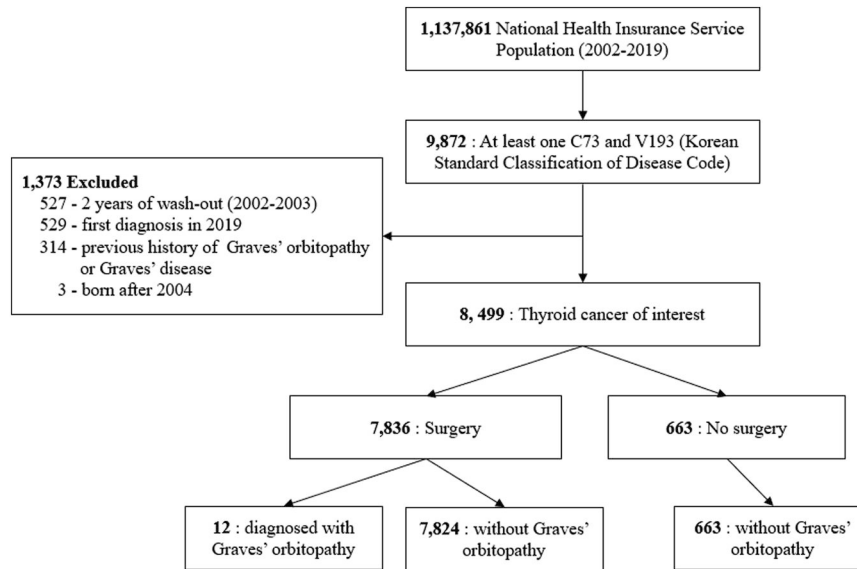 1,137,861 National Health Insurance Service
Population (2002-2019)
9,872 : At least one C73 and V193 (Korean
Standard Classification of Disease Code)
1,373 Excluded
527 - 2 years of wash-out (2002-2003)
529 - first diagnosis in 2019
314 - previous history of Graves' orbitopathy
or Graves' disease
3 - born after 2004
8, 499 : Thyroid cancer of interest
7,836 : Surgery
663 : No surgery
12 : diagnosed with
Graves' orbitopathy
7,824 : without Graves'
orbitopathy
663 : without Graves'
orbitopathy